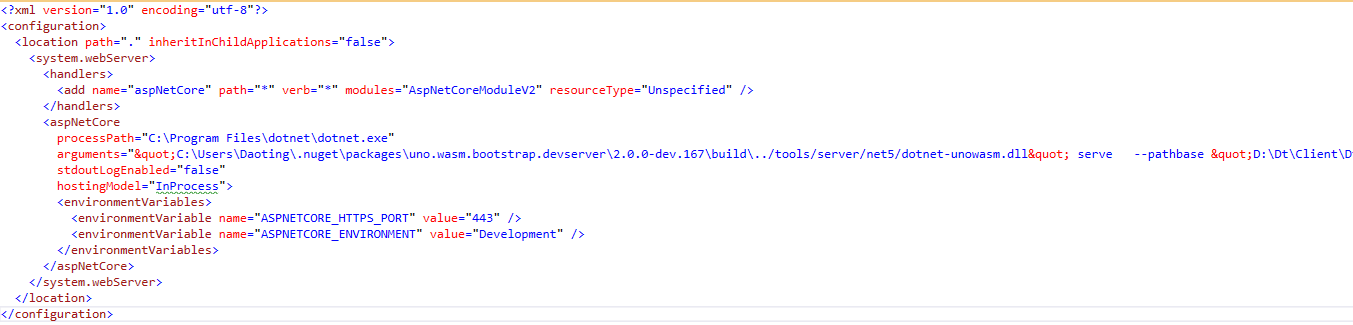 <?xml version="1.0" encoding="utf-8"?>
<configuration>
<location path="." inheritInChildApplications="false">
<system.webServer>
<handlers>
<add name="aspNetCore" path="*" verb="*" modules="AspNetCoreModuleV2" resourceType="Unspecified" />
</handlers>
<aspNetCore
processPath="C:\Program Files\dotnet\dotnet.exe"
arguments="&quot;C:\Users\Daoting\.nuget\packages\uno.wasm.bootstrap.devserver\2.0.0-dev.167\build\../tools/server/net5/dotnet-unowasm.dll&quot; serve --pathbase &quot;D:\Dt\Client\D
stdoutLogEnabled="false"
hostingModel="InProcess">
<environmentVariables>
<environmentVariable name="ASPNETCORE_HTTPS_PORT" value="443" />
<environmentVariable name="ASPNETCORE_ENVIRONMENT" value="Development" />
</environmentVariables>
</aspNetCore>
</system.webServer>
</location>
</configuration>